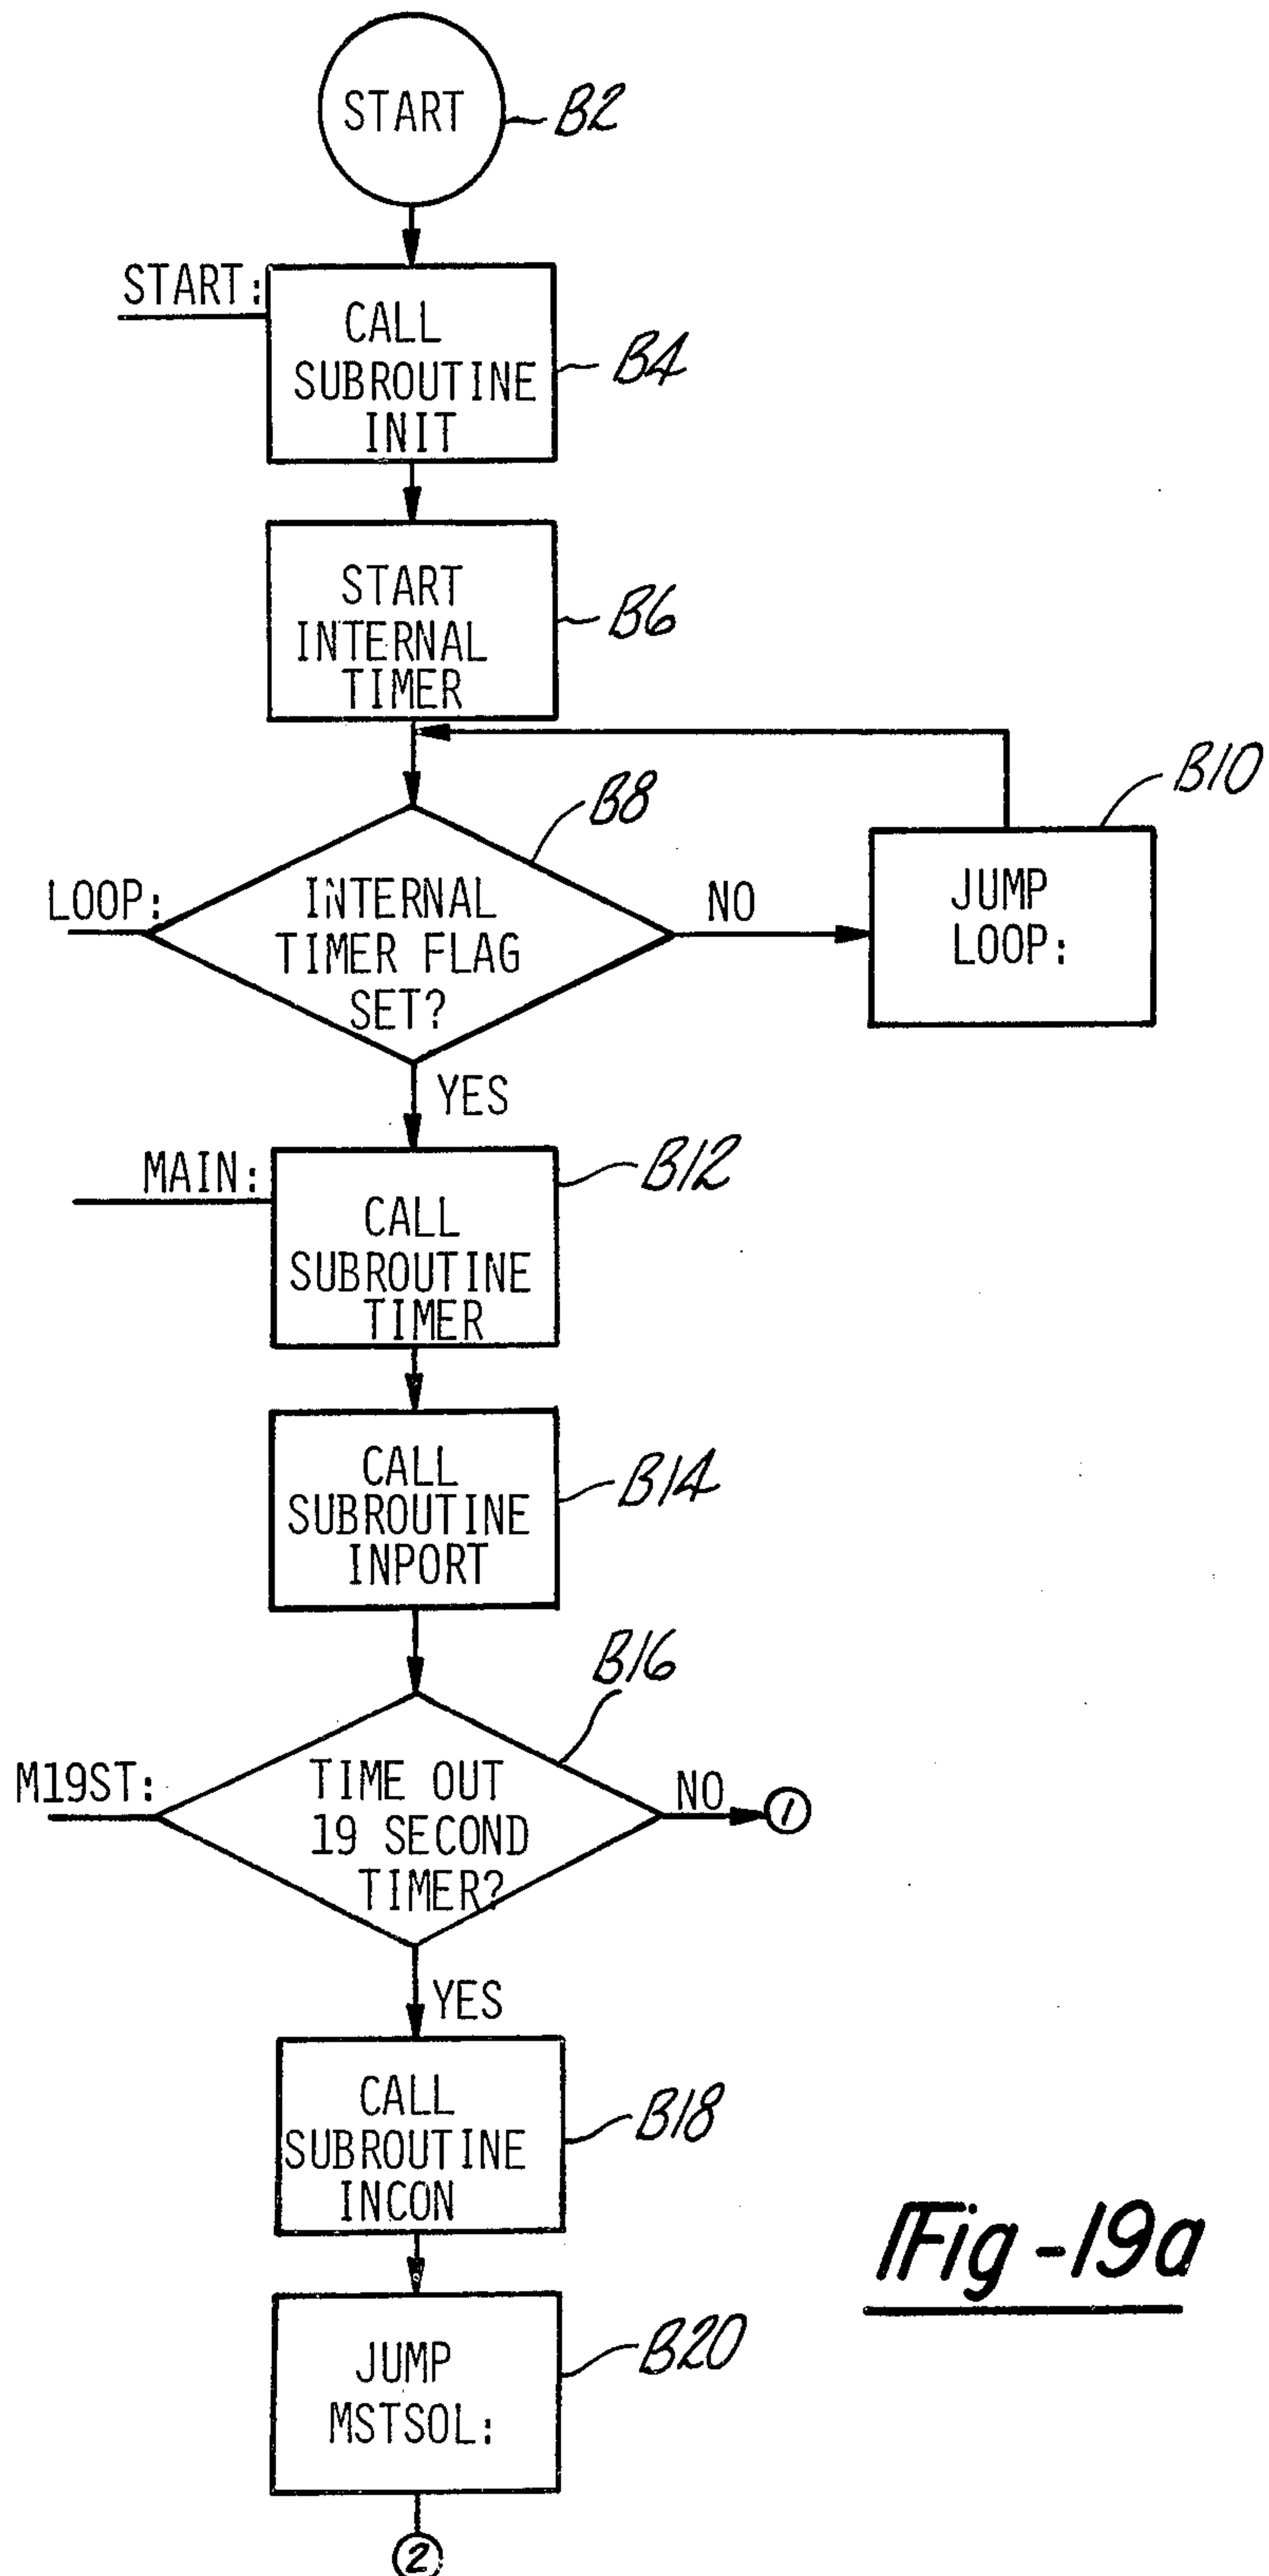 START
B2
START:
CALL
SUBROUTINE
INIT
B4
START
INTERNAL
TIMER
B6
B8
B10
LOOP:
INTERNAL
TIMER FLAG
SET?
NO
JUMP
LOOP:
YES
MAIN:
B12
CALL
SUBROUTINE
TIMER
CALL
SUBROUTINE
INPORT
B14
B16
M19ST:
TIME OUT
19 SECOND
TIMER?
NO
1
YES
CALL
SUBROUTINE
INCON
B18
JUMP
MSTSOL:
B20
2
Fig-19a